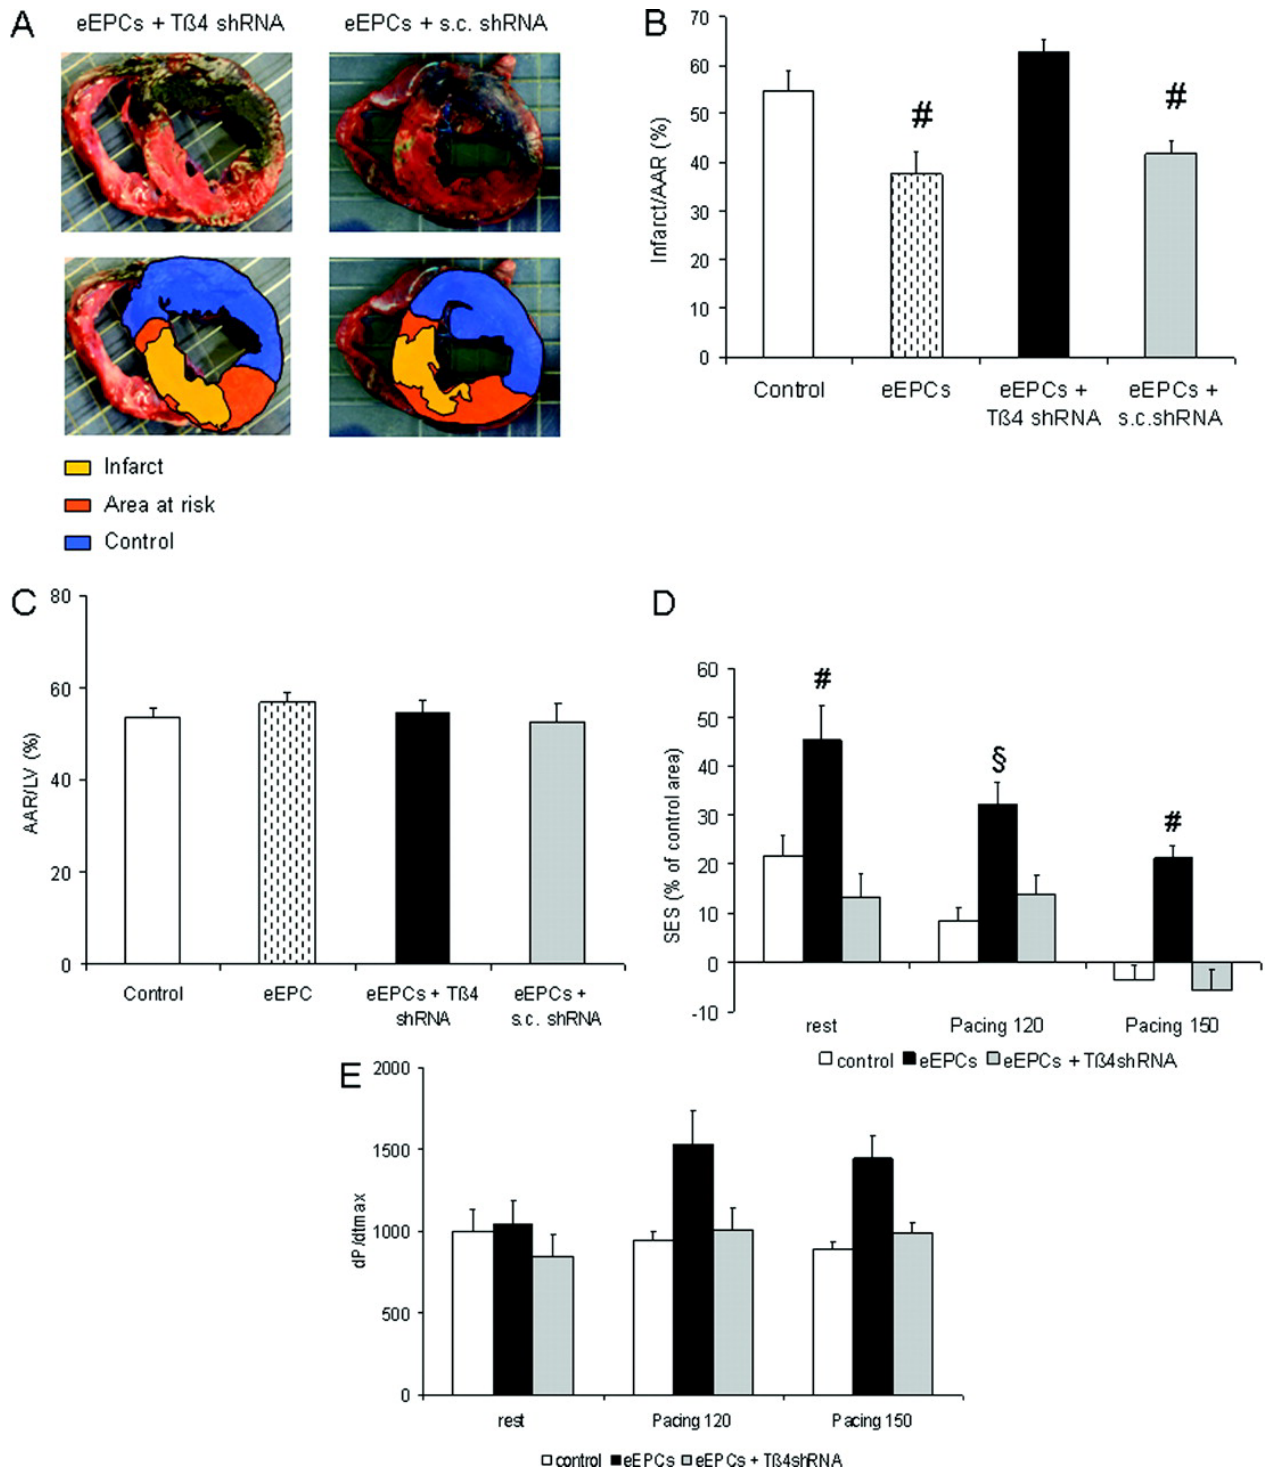 A
eEPCs + Tß4 shRNA
eEPCs + s.c. shRNA
Infarct
Area at risk
Control
B
Infarct/AAR (%)
70
60
50
40
30
20
10
0
#
#
Control
eEPCs
eEPCs +
Tß4 shRNA
eEPCs +
s.c.shRNA
C
AAR/LV (%)
80
60
40
20
0
Control
eEPC
eEPCs + Tß4
shRNA
eEPCs +
s.c. shRNA
D
SES (% of control area)
60
50
40
30
20
10
0
-10
#
§
#
rest
Pacing 120
Pacing 150
control eEPCs eEPCs + Tß4shRNA
E
dP/dtmax
2000
1500
1000
500
0
rest
Pacing 120
Pacing 150
control eEPCs eEPCs + Tß4shRNA